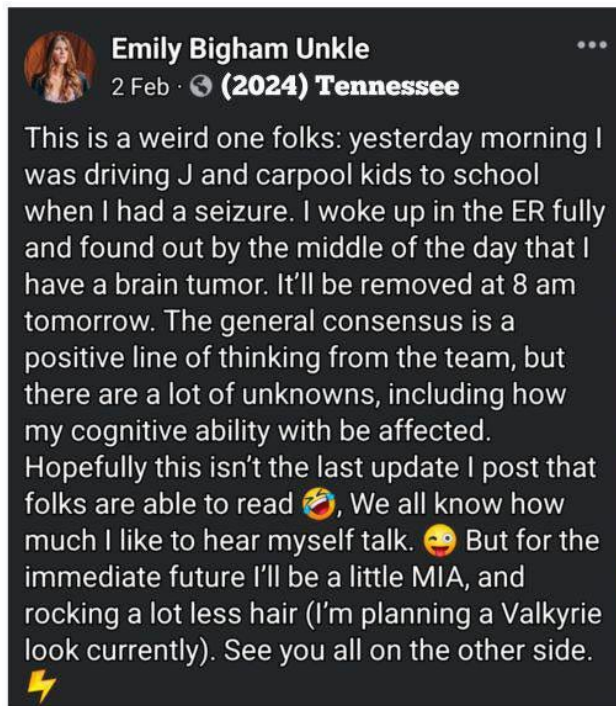 Emily Bigham Unkle
2 Feb · (2024) Tennessee
This is a weird one folks: yesterday morning I
was driving J and carpool kids to school
when I had a seizure. I woke up in the ER fully
and found out by the middle of the day that I
have a brain tumor. It'll be removed at 8 am
tomorrow. The general consensus is a
positive line of thinking from the team, but
there are a lot of unknowns, including how
my cognitive ability with be affected.
Hopefully this isn't the last update I post that
folks are able to read 🤣, We all know how
much I like to hear myself talk. 😜 But for the
immediate future I'll be a little MIA, and
rocking a lot less hair (I'm planning a Valkyrie
look currently). See you all on the other side.
⚡